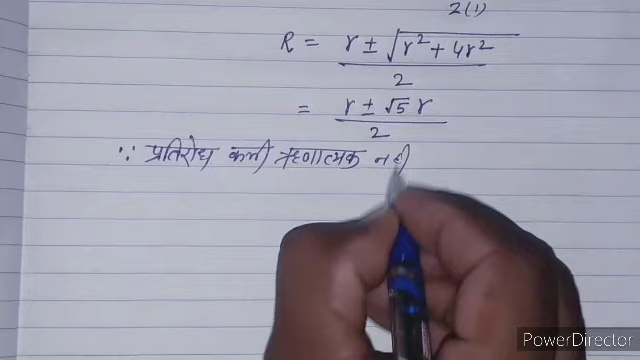 2(1)
R = r ± √r² + 4r²
2
= r ± √5 r
2
∵ प्रतिरोध कभी ऋणात्मक नही
PowerDirector